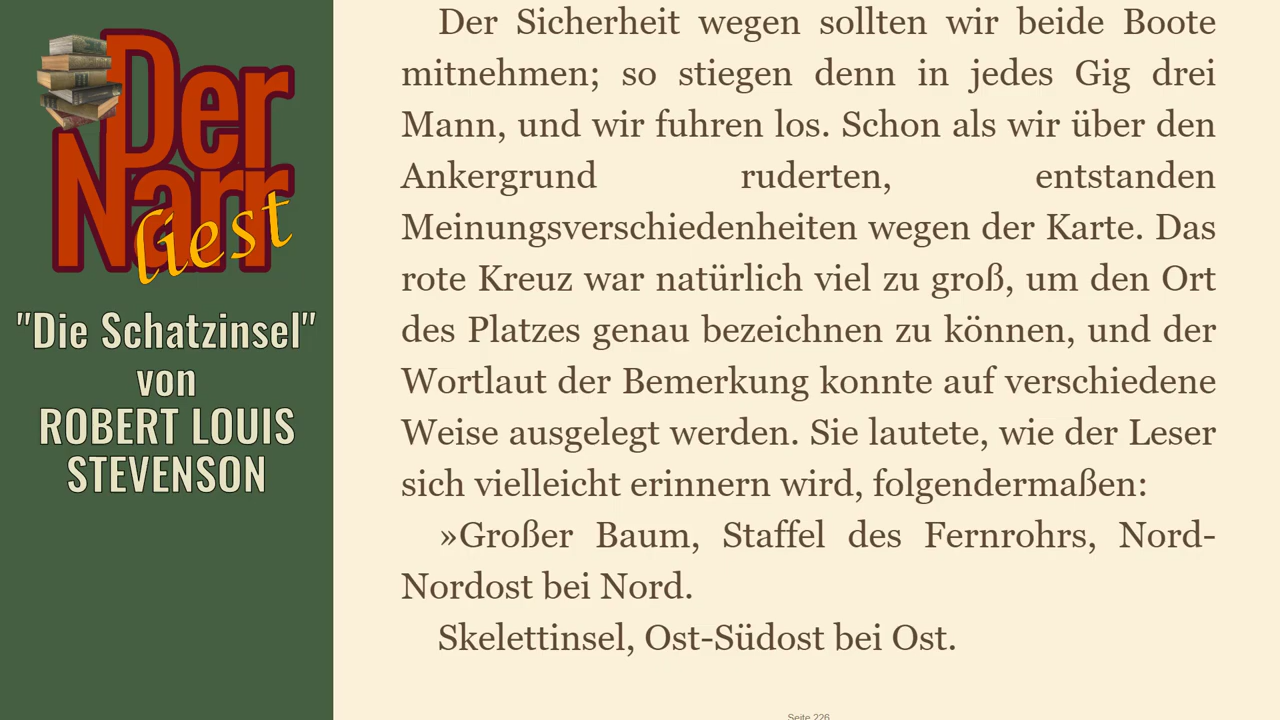 Der
Narr
liest
"Die Schatzinsel"
von
ROBERT LOUIS
STEVENSON
Der Sicherheit wegen sollten wir beide Boote
mitnehmen; so stiegen denn in jedes Gig drei
Mann, und wir fuhren los. Schon als wir über den
Ankergrund ruderten, entstanden
Meinungsverschiedenheiten wegen der Karte. Das
rote Kreuz war natürlich viel zu groß, um den Ort
des Platzes genau bezeichnen zu können, und der
Wortlaut der Bemerkung konnte auf verschiedene
Weise ausgelegt werden. Sie lautete, wie der Leser
sich vielleicht erinnern wird, folgendermaßen:
»Großer Baum, Staffel des Fernrohrs, Nord-
Nordost bei Nord.
Skelettinsel, Ost-Südost bei Ost.
Seite 226